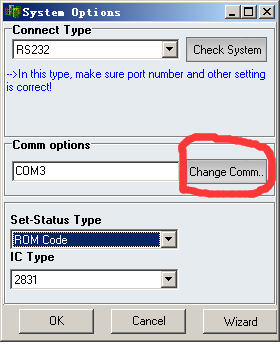 System Options
Connect Type
RS232
Check System
-->In this type, make sure port number and other setting
is correct!
Comm options
COM3
Change Comm..
Set-Status Type
ROM Code
IC Type
2831
OK
Cancel
Wizard